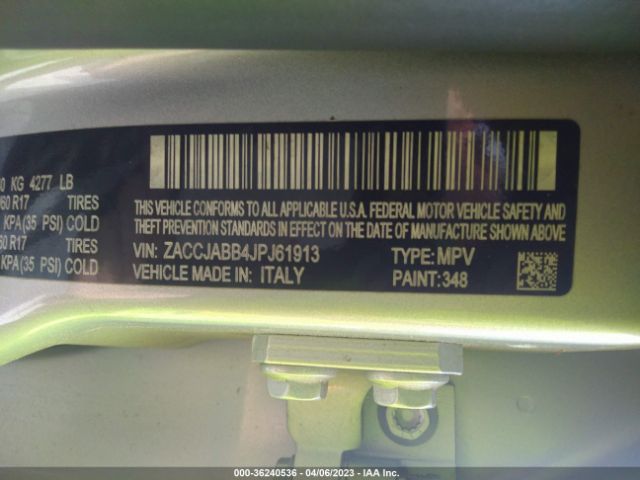 THIS VEHICLE CONFORMS TO ALL APPLICABLE U.S.A. FEDERAL MOTOR VEHICLE SAFETY AND
THEFT PREVENTION STANDARDS IN EFFECT ON THE DATE OF MANUFACTURE SHOWN ABOVE
VIN: ZACCJABB4JPJ61913 TYPE: MPV
VEHICLE MADE IN: ITALY PAINT:348
0 KG 4277 LB
/60 R17 TIRES
KPA(35 PSI) COLD
60 R17 TIRES
KPA(35 PSI) COLD
000-36240536 - 04/06/2023 - IAA Inc.